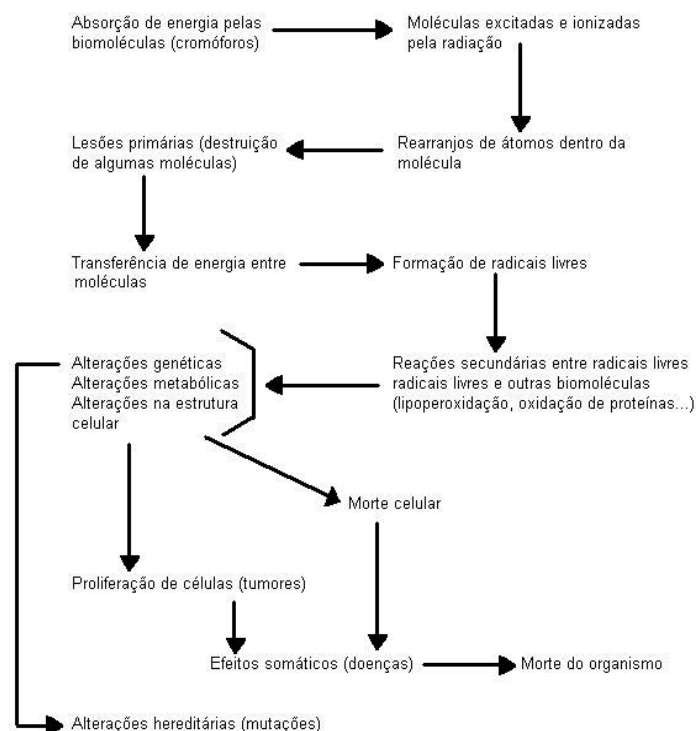 Absorção de energia pelas
biomoléculas (cromóforos)
Moléculas excitadas e ionizadas
pela radiação
Lesões primárias (destruição
de algumas moléculas)
Rearranjos de átomos dentro da
molécula
Transferência de energia entre
moléculas
Formação de radicais livres
Alterações genéticas
Alterações metabólicas
Alterações na estrutura
celular
Reações secundárias entre radicais livres
radicais livres e outras biomoléculas
(lipoperoxidação, oxidação de proteínas...)
Morte celular
Proliferação de células (tumores)
Efeitos somáticos (doenças)
Morte do organismo
Alterações hereditárias (mutações)